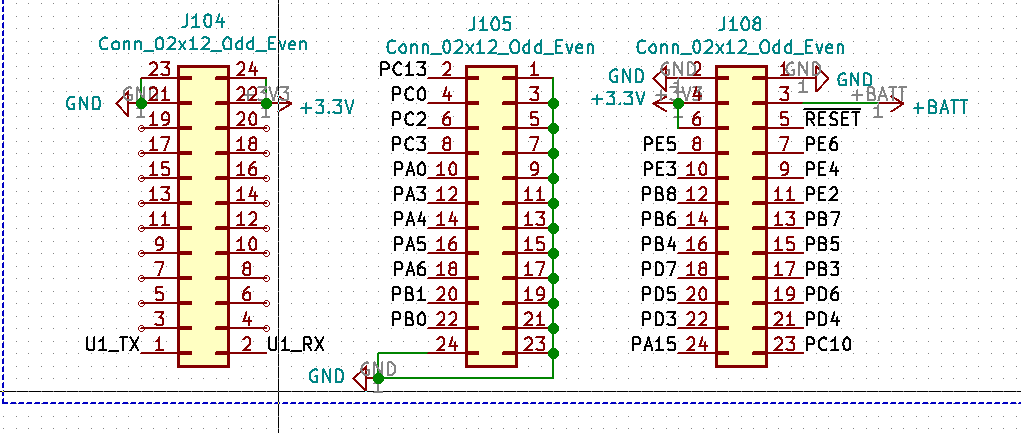 J104
Conn_02x12_Odd_Even
23 24
GND GND 1 21 22 +3V3 1 +3.3V
19 20
17 18
15 16
13 14
11 12
9 10
7 8
5 6
3 4
U1_TX 1 2 U1_RX
J105
Conn_02x12_Odd_Even
PC13 2 1
PC0 4 3
PC2 6 5
PC3 8 7
PA0 10 9
PA3 12 11
PA4 14 13
PA5 16 15
PA6 18 17
PB1 20 19
PB0 22 21
24 23
GND GND 1
J108
Conn_02x12_Odd_Even
GND GND 1 2 1 GND 1 GND
+3.3V +3V3 1 4 3 +BATT 1 +BATT
6 5 RESET
PE5 8 7 PE6
PE3 10 9 PE4
PB8 12 11 PE2
PB6 14 13 PB7
PB4 16 15 PB5
PD7 18 17 PB3
PD5 20 19 PD6
PD3 22 21 PD4
PA15 24 23 PC10